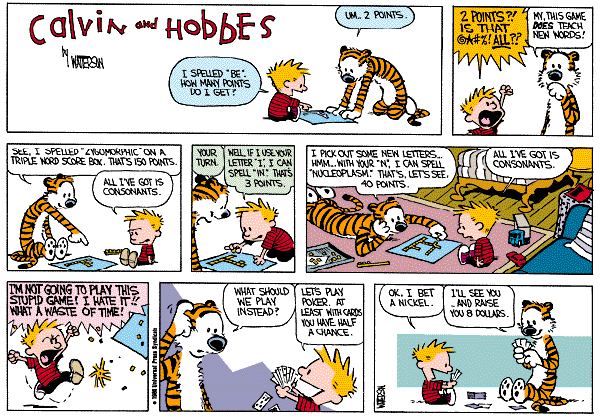 Calvin and HobbEs
by WATERSON
I SPELLED "BE".
HOW MANY POINTS
DO I GET?
UM.. 2 POINTS.
2 POINTS?!
IS THAT
@*#%! ALL??
MY, THIS GAME
DOES TEACH
NEW WORDS!
SEE, I SPELLED "ZYGOMORPHIC" ON A
TRIPLE WORD SCORE BOX. THAT'S 150 POINTS.
ALL I'VE GOT IS
CONSONANTS.
YOUR
TURN.
WELL, IF I USE YOUR
LETTER "I", I CAN
SPELL "IN". THAT'S
3 POINTS.
I PICK OUT SOME NEW LETTERS...
HMM... WITH YOUR "N", I CAN SPELL
"NUCLEOPLASM." THAT'S, LET'S SEE,
90 POINTS.
ALL I'VE GOT IS
CONSONANTS.
I'M NOT GOING TO PLAY THIS
STUPID GAME! I HATE IT!!
WHAT A WASTE OF TIME!
© 1988 Universal Press Syndicate
WHAT SHOULD
WE PLAY
INSTEAD?
LET'S PLAY
POKER. AT
LEAST WITH CARDS
YOU HAVE HALF
A CHANCE.
OK. I BET
A NICKEL.
I'LL SEE YOU
...AND RAISE
YOU 8 DOLLARS.
WATERSON